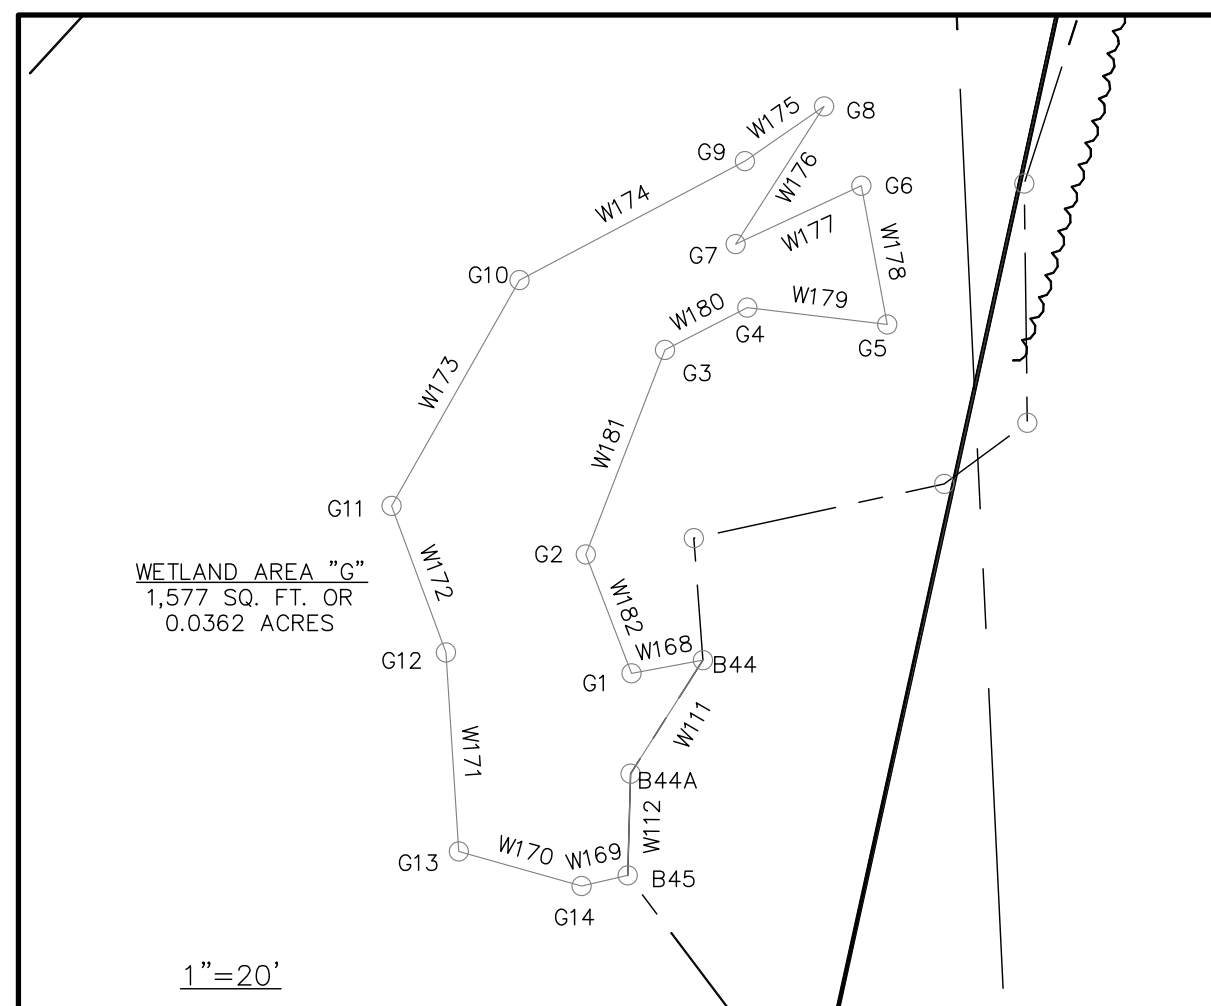 W175
G8
G9
W176
G6
W174
W177
G7
W178
G10
W179
W180
G4
G5
G3
W173
W181
G11
G2
W172
WETLAND AREA "G"
1,577 SQ. FT. OR
0.0362 ACRES
W182
W168
G12
B44
G1
W111
W171
B44A
W112
W170
W169
G13
B45
G14
1"=20'